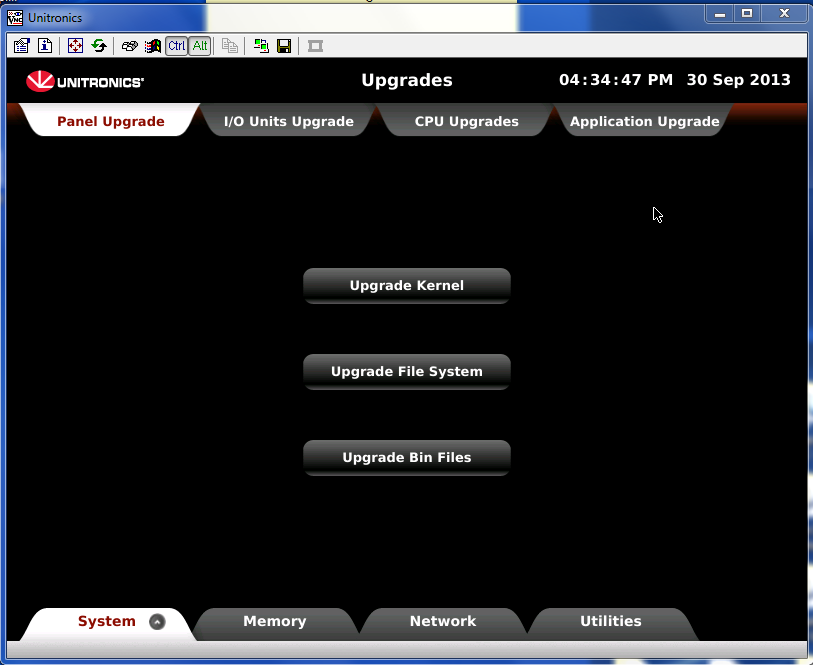 Unitronics
Ctrl Alt
UNITRONICS
Upgrades
04:34:47 PM 30 Sep 2013
Panel Upgrade
I/O Units Upgrade
CPU Upgrades
Application Upgrade
Upgrade Kernel
Upgrade File System
Upgrade Bin Files
System
Memory
Network
Utilities